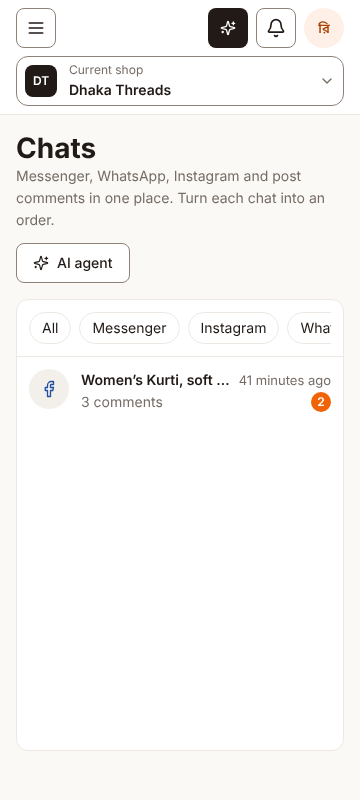 রি
DT
Current shop
Dhaka Threads
Chats
Messenger, WhatsApp, Instagram and post
comments in one place. Turn each chat into an
order.
AI agent
All
Messenger
Instagram
What
Women's Kurti, soft ...
41 minutes ago
3 comments
2